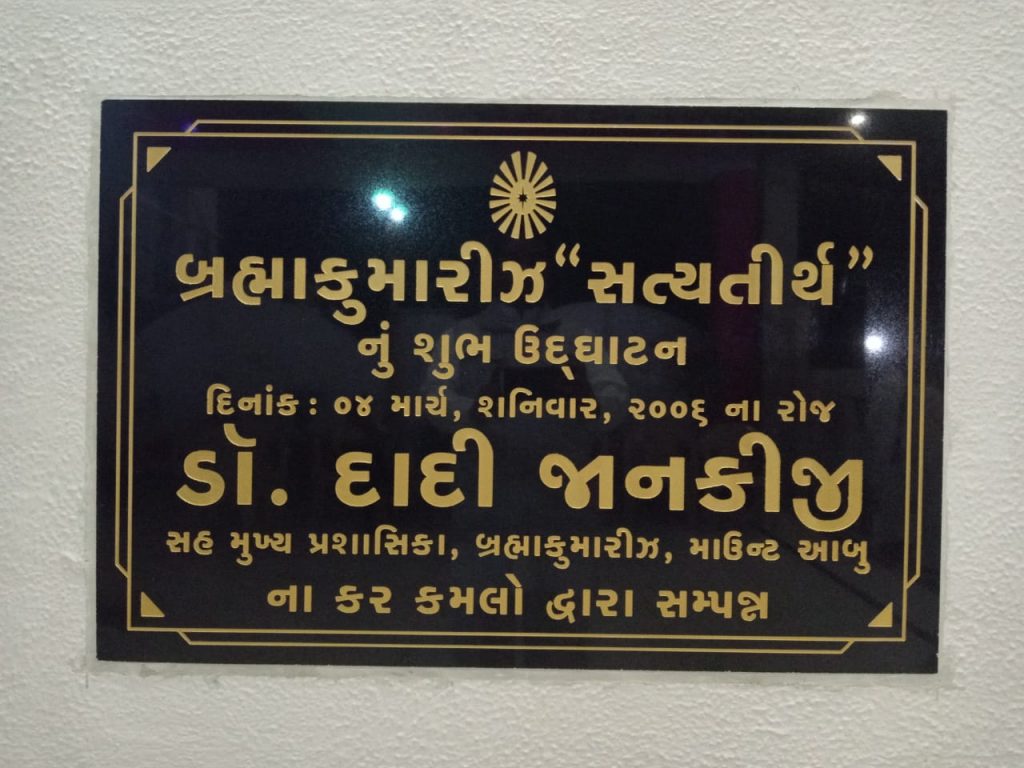 બ્રહ્માકુમારીઝ “સત્યતીર્થ”
નું શુભ ઉદ્‌ઘાટન
દિનાંક : ૦૪ માર્ચ, શનિવાર, ૨૦૦૬ ના રોજ
ડૉ. દાદી જાનકીજી
સહ મુખ્ય પ્રશાસિકા, બ્રહ્માકુમારીઝ, માઉન્ટ આબુ
ના કર કમલો દ્વારા સમ્પન્ન